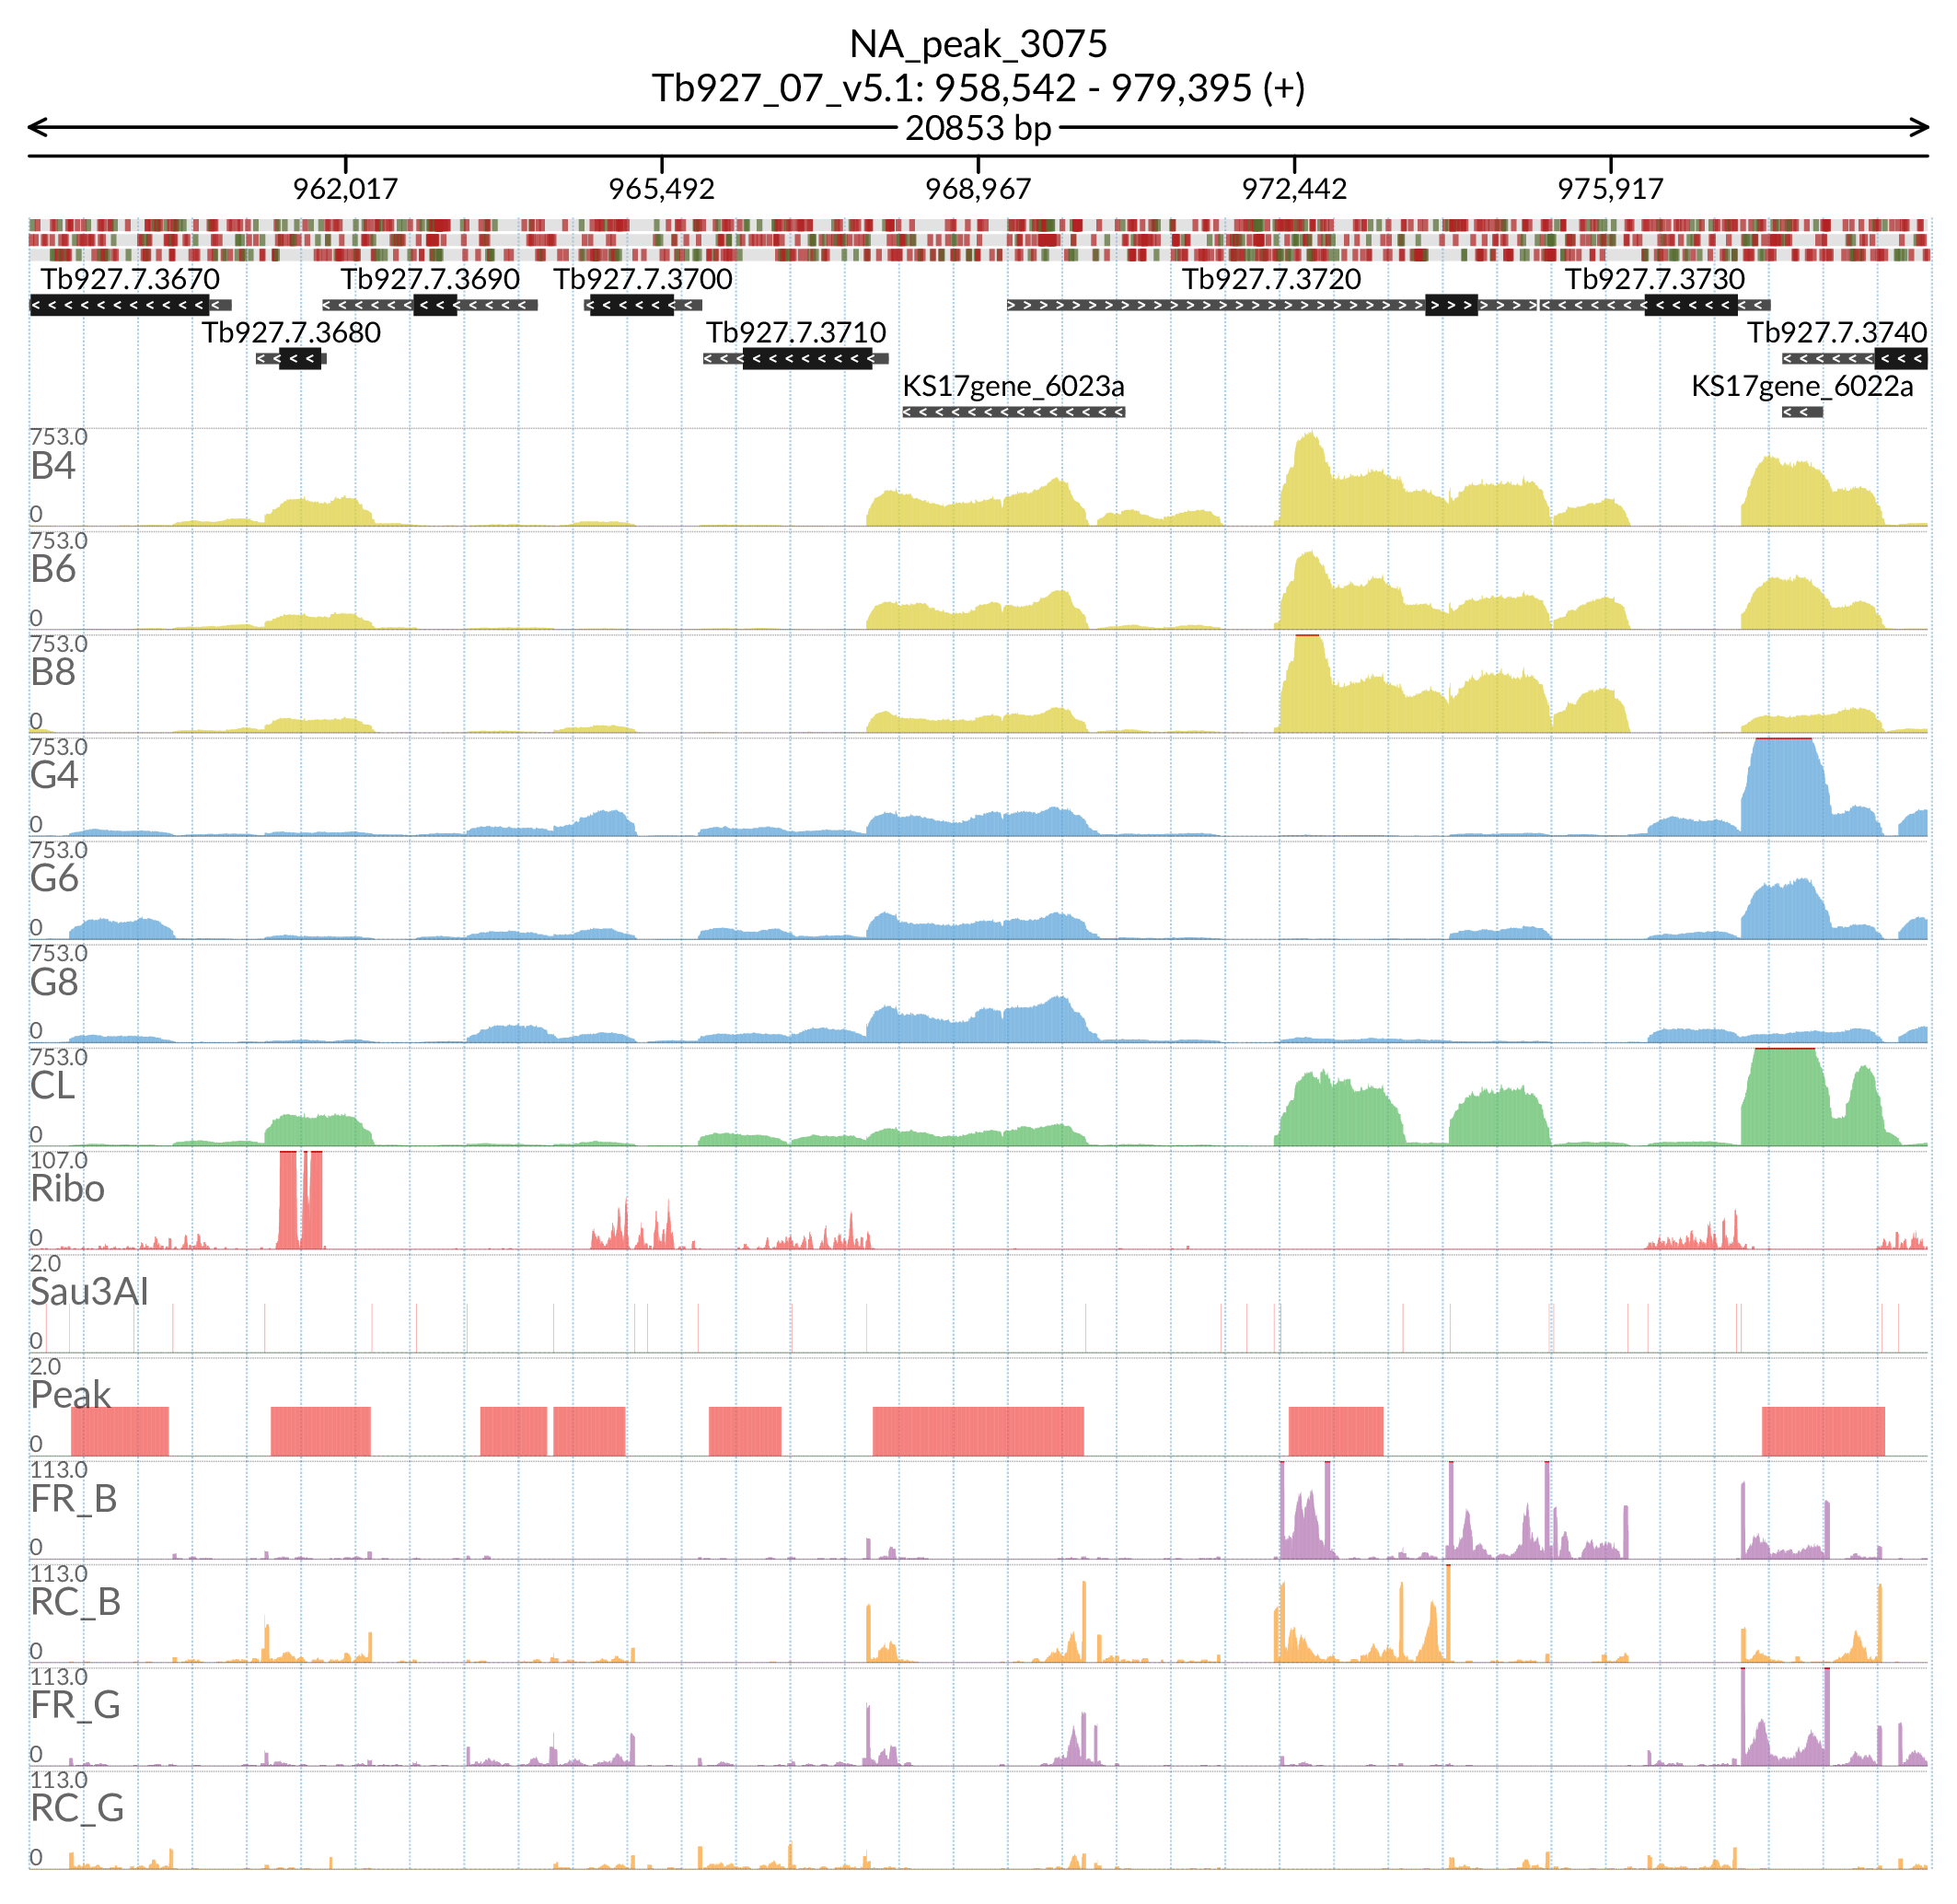 NA_peak_3075
Tb927_07_v5.1: 958,542 - 979,395 (+)
20853 bp
962,017 965,492 968,967 972,442 975,917
Tb927.7.3670 Tb927.7.3690 Tb927.7.3700 Tb927.7.3720 Tb927.7.3730
Tb927.7.3680 Tb927.7.3710 Tb927.7.3740
KS17gene_6023a KS17gene_6022a
753.0
B4
0
753.0
B6
0
753.0
B8
0
753.0
G4
0
753.0
G6
0
753.0
G8
0
753.0
CL
0
107.0
Ribo
0
2.0
Sau3AI
0
2.0
Peak
0
113.0
FR_B
0
113.0
RC_B
0
113.0
FR_G
0
113.0
RC_G
0